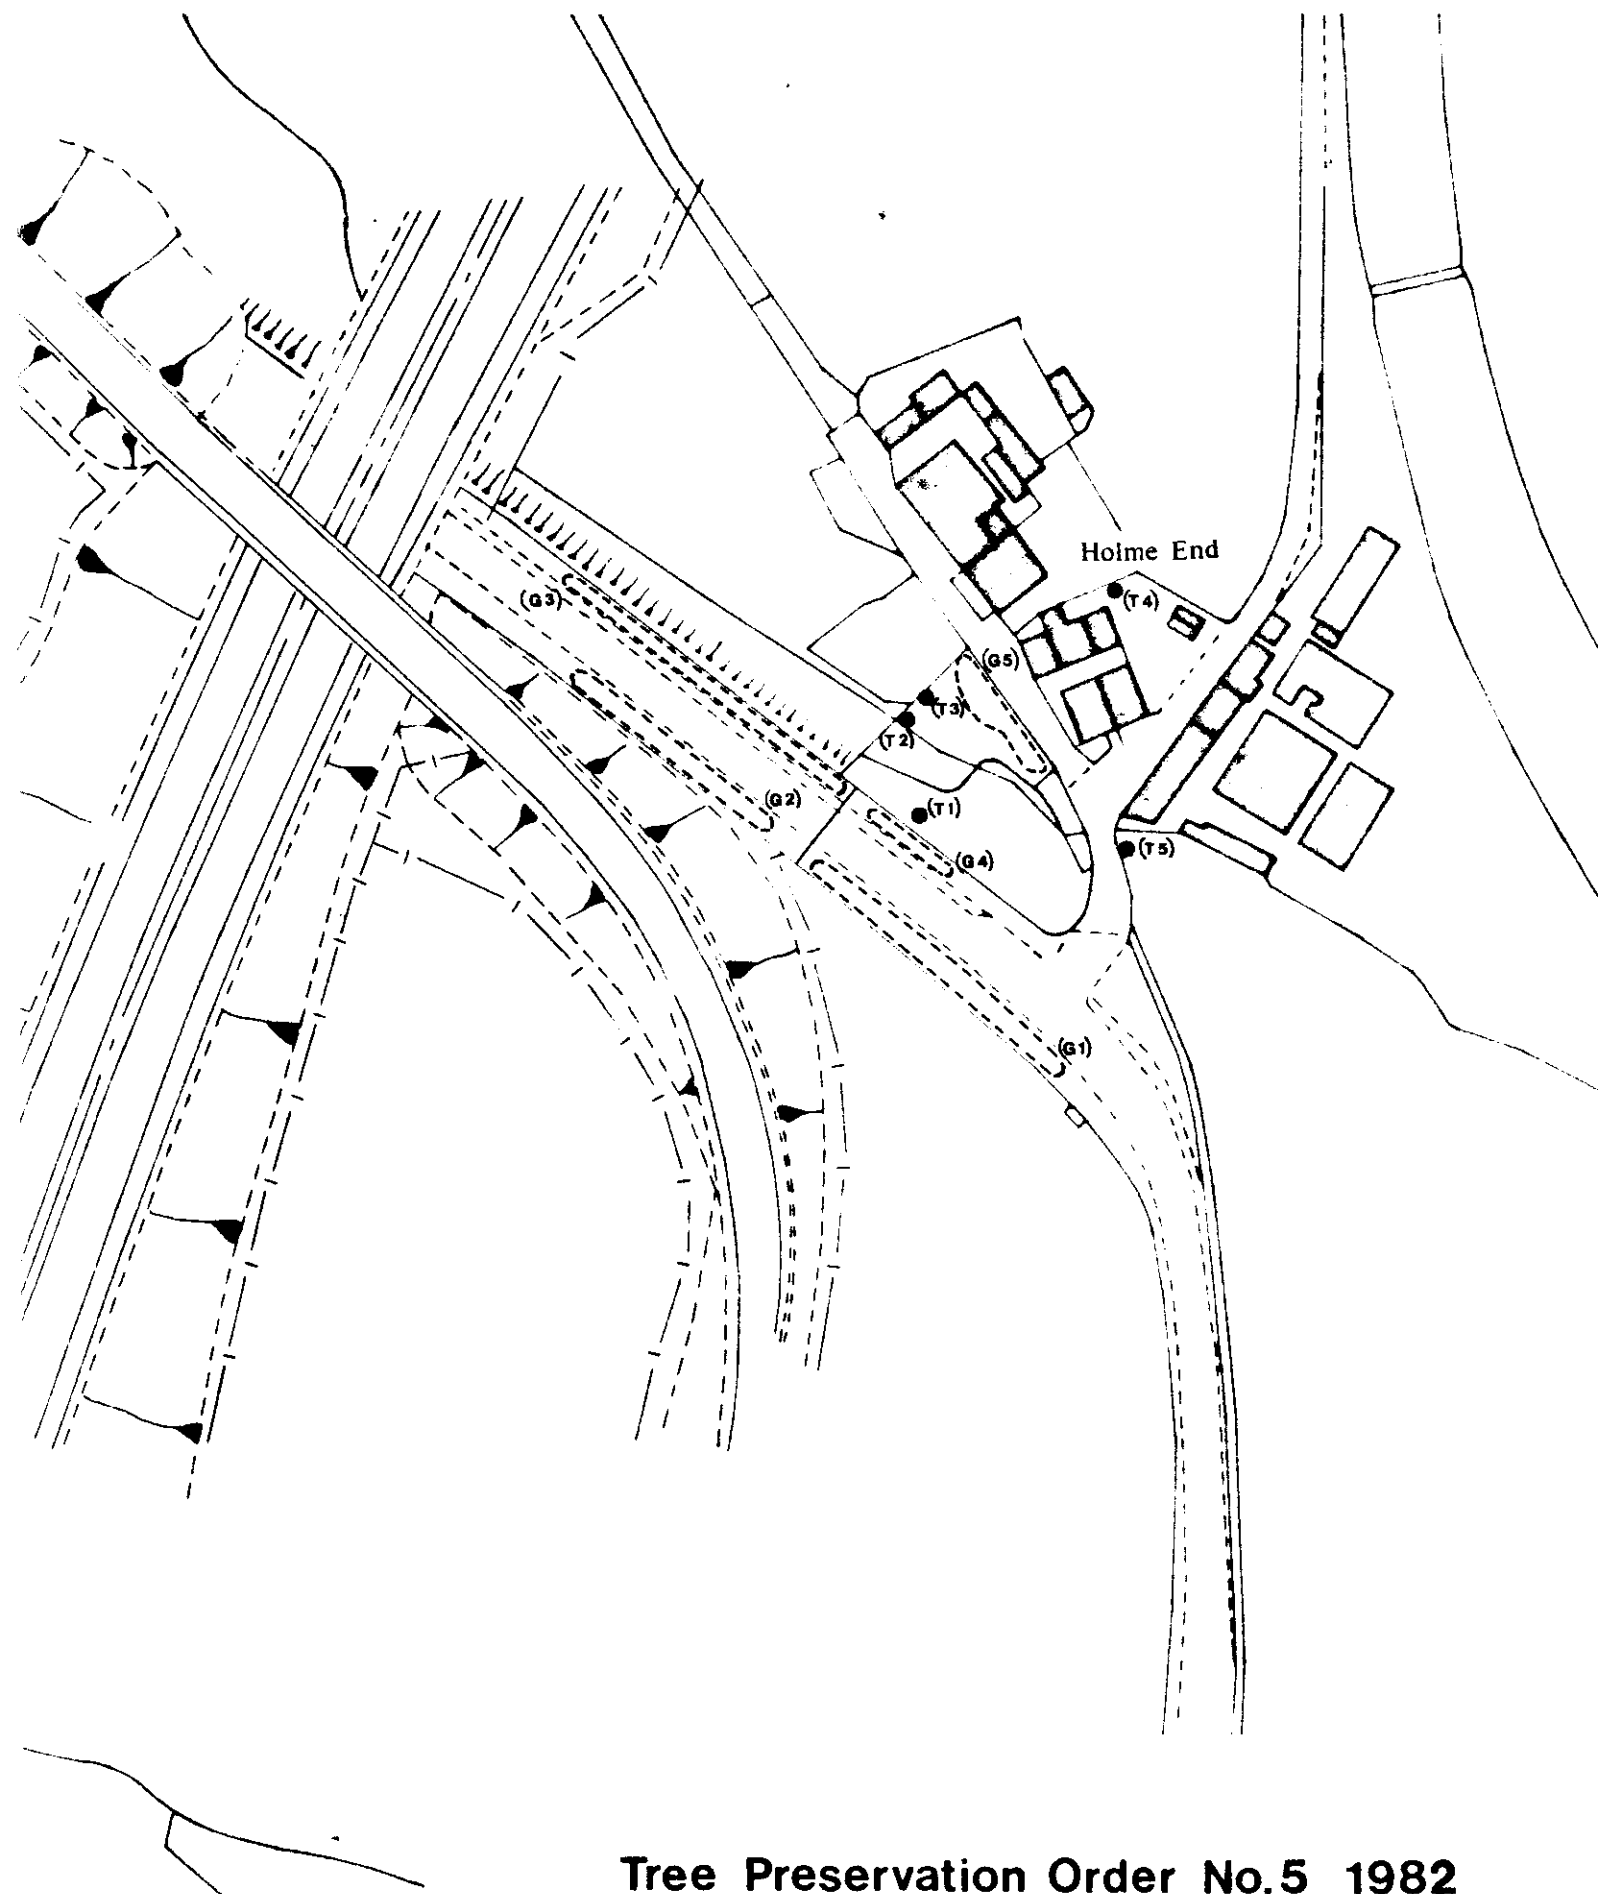 Holme End
(G3)
(T4)
(G5)
(T3)
(T2)
(G2)
(T1)
(T5)
(G4)
(G1)
Tree Preservation Order No.5 1982